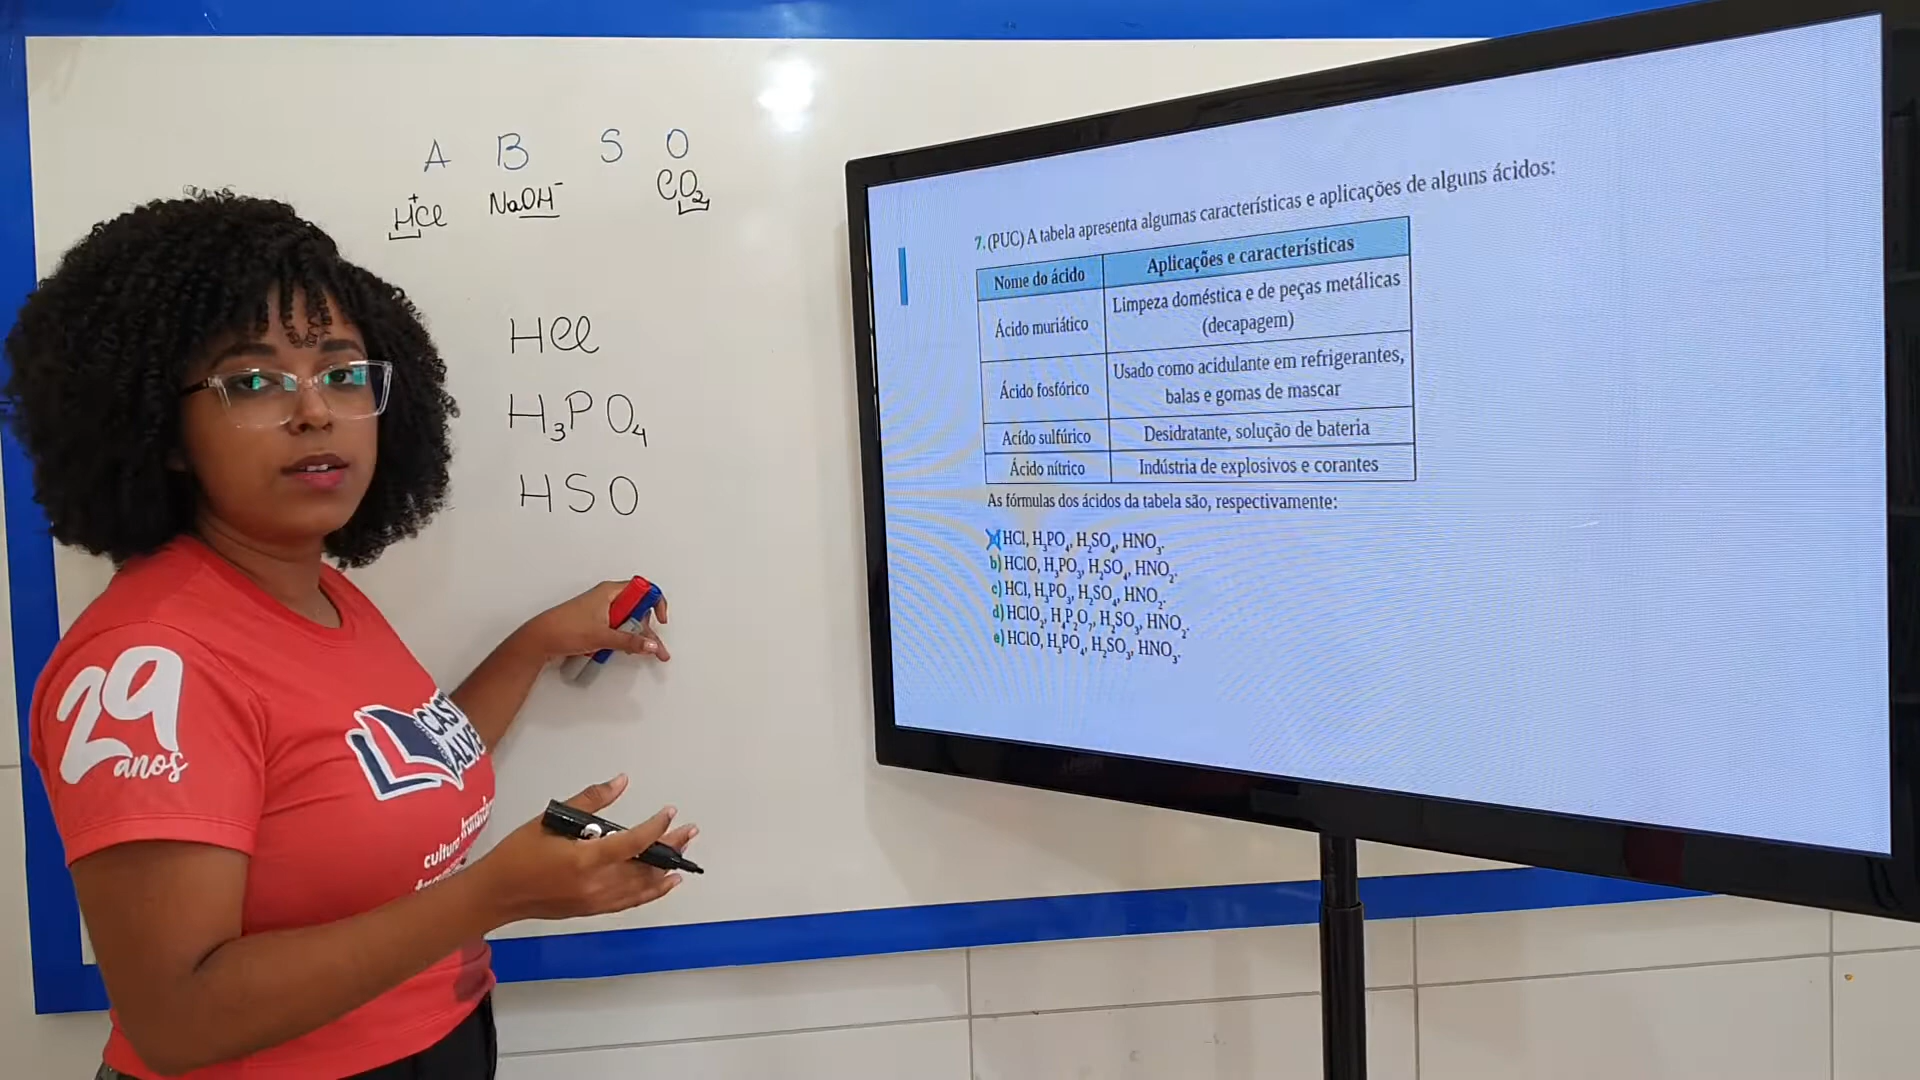 A B S O
H⁺Cl NaOH⁻ CO₂
HCl
H₃PO₄
HSO
29
anos
cultura
7. (PUC) A tabela apresenta algumas características e aplicações de alguns ácidos:
Nome do ácido Aplicações e características
Ácido muriático Limpeza doméstica e de peças metálicas
(decapagem)
Ácido fosfórico Usado como acidulante em refrigerantes,
balas e gomas de mascar
Acído sulfúrico Desidratante, solução de bateria
Ácido nítrico Indústria de explosivos e corantes
As fórmulas dos ácidos da tabela são, respectivamente:
HCl, H₃PO₄, H₂SO₄, HNO₃.
b) HClO, H₃PO₃, H₂SO₄, HNO₂.
c) HCl, H₃PO₃, H₂SO₄, HNO₂.
d) HClO₂, H₄P₂O₇, H₂SO₃, HNO₂.
e) HClO, H₃PO₄, H₂SO₃, HNO₃.